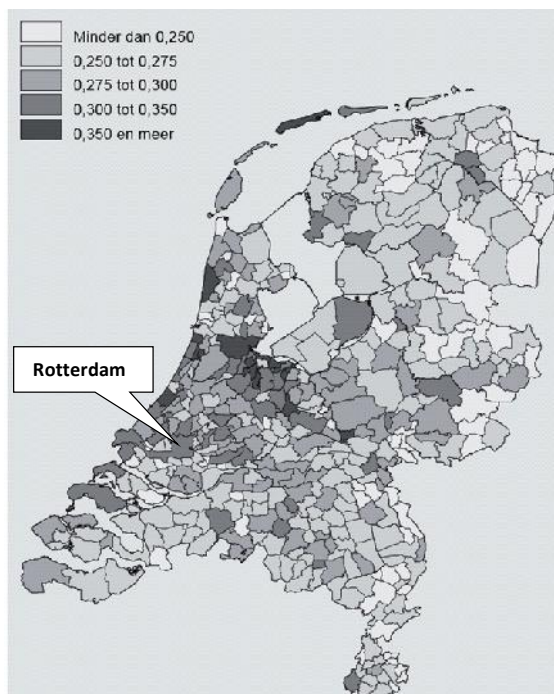 Minder dan 0,250
0,250 tot 0,275
0,275 tot 0,300
0,300 tot 0,350
0,350 en meer
Rotterdam